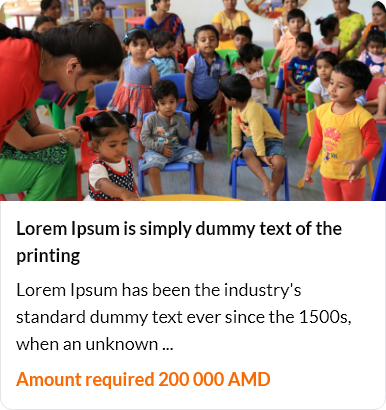 Lorem Ipsum is simply dummy text of the
printing
Lorem Ipsum has been the industry's
standard dummy text ever since the 1500s,
when an unknown ...
Amount required 200 000 AMD